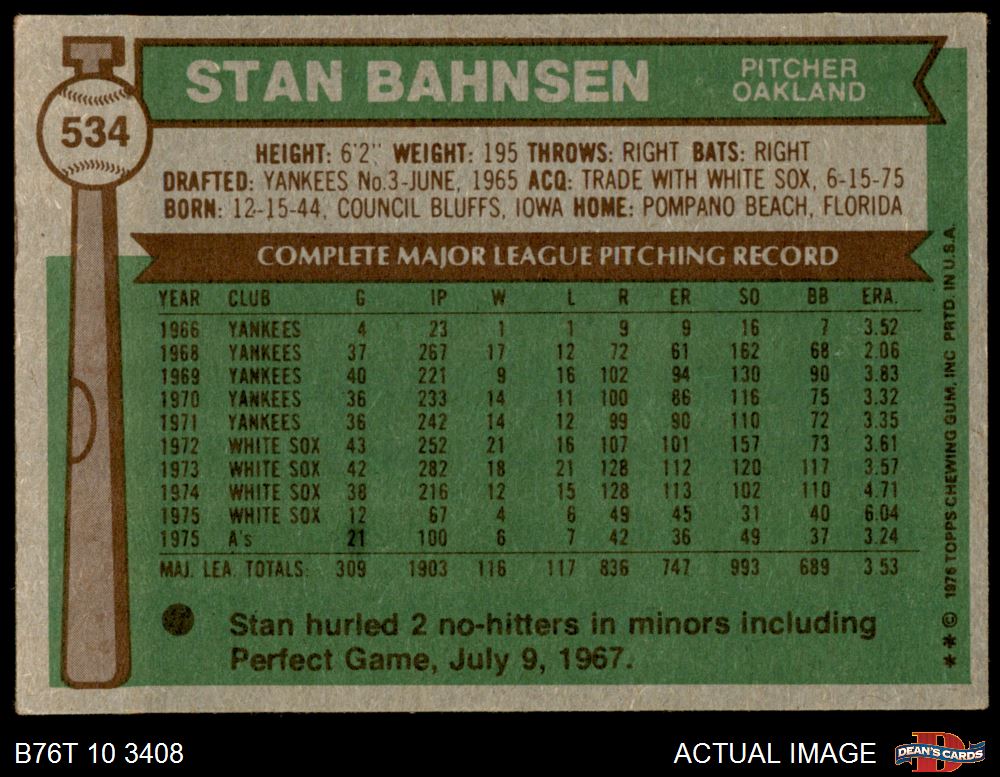 534
STAN BAHNSEN
PITCHER
OAKLAND
HEIGHT: 6'2" WEIGHT: 195 THROWS: RIGHT BATS: RIGHT
DRAFTED: YANKEES No.3-JUNE, 1965 ACQ: TRADE WITH WHITE SOX, 6-15-75
BORN: 12-15-44, COUNCIL BLUFFS, IOWA HOME: POMPANO BEACH, FLORIDA
COMPLETE MAJOR LEAGUE PITCHING RECORD
YEAR CLUB G IP W L R ER SO BB ERA.
1966 YANKEES 4 23 1 1 9 9 16 7 3.52
1968 YANKEES 37 267 17 12 72 61 162 68 2.06
1969 YANKEES 40 221 9 16 102 94 130 90 3.83
1970 YANKEES 36 233 14 11 100 86 116 75 3.32
1971 YANKEES 36 242 14 12 99 90 110 72 3.35
1972 WHITE SOX 43 252 21 16 107 101 157 73 3.61
1973 WHITE SOX 42 282 18 21 128 112 120 117 3.57
1974 WHITE SOX 38 216 12 15 128 113 102 110 4.71
1975 WHITE SOX 12 67 4 6 49 45 31 40 6.04
1975 A's 21 100 6 7 42 36 49 37 3.24
MAJ. LEA. TOTALS: 309 1903 116 117 836 747 993 689 3.53
Stan hurled 2 no-hitters in minors including
Perfect Game, July 9, 1967.
** © 1976 TOPPS CHEWING GUM, INC PRTD. IN U.S.A.
B76T 10 3408
ACTUAL IMAGE
D
DEAN'S CARDS